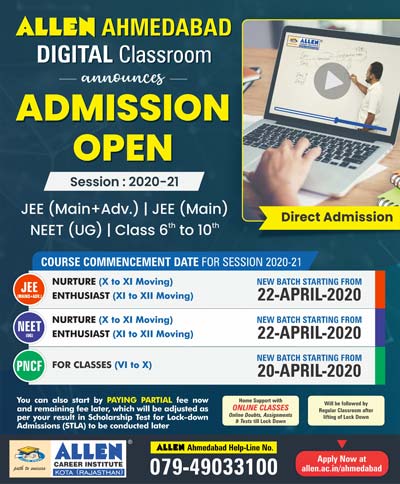 ALLEN AHMEDABAD
DIGITAL Classroom
announces
ADMISSION
OPEN
Session : 2020-21
JEE (Main+Adv.) | JEE (Main)
NEET (UG) | Class 6th to 10th
ALLEN
Direct Admission
COURSE COMMENCEMENT DATE FOR SESSION 2020-21
JEE
(MAIN+ADV.)
NURTURE (X to XI Moving)
ENTHUSIAST (XI to XII Moving)
NEW BATCH STARTING FROM
22-APRIL-2020
NEET
(UG)
NURTURE (X to XI Moving)
ENTHUSIAST (XI to XII Moving)
NEW BATCH STARTING FROM
22-APRIL-2020
PNCF
FOR CLASSES (VI to X)
NEW BATCH STARTING FROM
20-APRIL-2020
You can also start by PAYING PARTIAL fee now
and remaining fee later, which will be adjusted as
per your result in Scholarship Test for Lock-down
Admissions (STLA) to be conducted later
Home Support with
ONLINE CLASSES
Online Doubts, Assignments
& Tests till Lock Down
Will be followed by
Regular Classroom after
lifting of Lock Down
path to success
ALLEN
CAREER INSTITUTE
KOTA (RAJASTHAN)
ALLEN Ahmedabad Help-Line No.
079-49033100
Apply Now at
allen.ac.in/ahmedabad